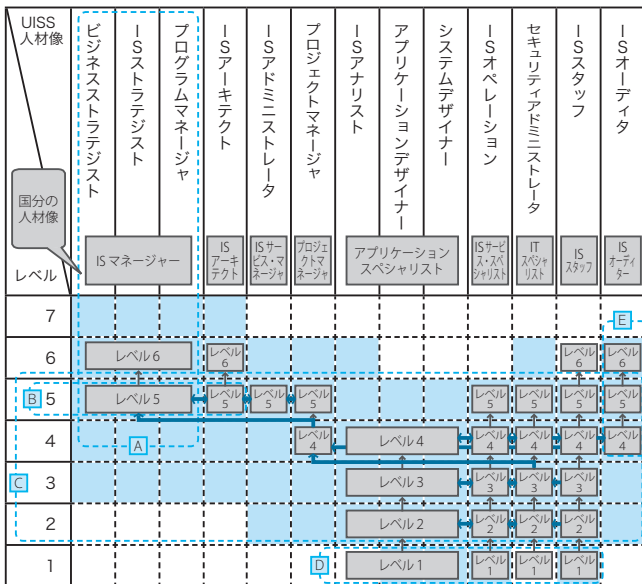 UISS
人材像
ビジネスストラテジスト
ISストラテジスト
プログラムマネージャ
ISアーキテクト
ISアドミニストレータ
プロジェクトマネージャ
ISアナリスト
アプリケーションデザイナー
システムデザイナー
ISオペレーション
セキュリティアドミニストレータ
ISスタッフ
ISオーディタ
国分の
人材像
レベル
ISマネージャー
IS
アーキ
テクト
ISサー
ビス・マ
ネージャ
プロジェ
クトマ
ネージャ
アプリケーション
スペシャリスト
ISサービ
ス・スペ
シャリスト
IT
スペシャ
リスト
IS
スタッフ
IS
オーディ
ター
7
E
6
レベル6
レベル
6
レベル
6
レベル
6
B
5
レベル5
レベル
5
レベル
5
レベル
5
レベル
5
レベル
5
レベル
5
レベル
5
A
4
レベル
4
レベル4
レベル
4
レベル
4
レベル
4
レベル
4
C
3
レベル3
レベル
3
レベル
3
レベル
3
2
レベル2
レベル
2
レベル
2
レベル
2
1
D
レベル1
レベル
1
レベル
1
レベル
1